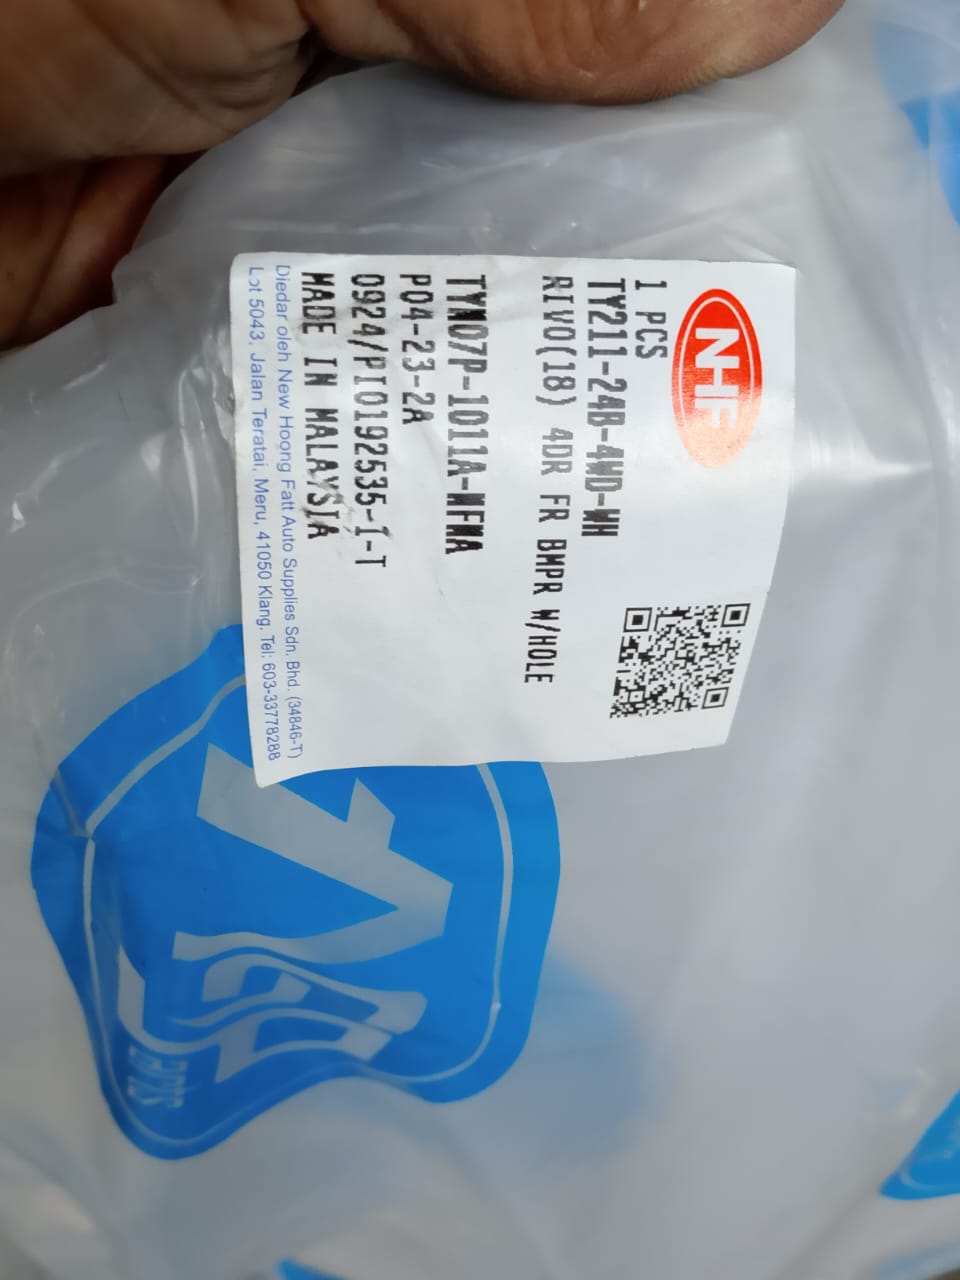 NHF
1 PCS
TY211-24B-4WD-WH
RIVO(18) 4DR FR BMPR W/HOLE
TYM07P-1011A-MFMA
P04-23-2A
0924/PI0192535-1-T
MADE IN MALAYSIA
Diedar oleh New Hoong Fatt Auto Supplies Sdn. Bhd. (34846-T)
Lot 5043, Jalan Teratai, Meru, 41050 Klang. Tel: 603-33778288